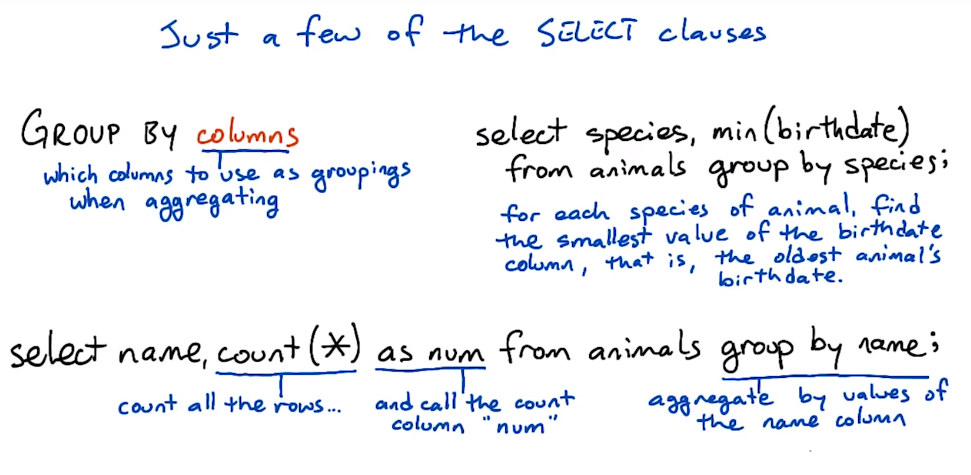 Just a few of the SELECT clauses
GROUP BY columns
which columns to use as groupings
when aggregating
select species, min(birthdate)
from animals group by species;
for each species of animal, find
the smallest value of the birthdate
column, that is, the oldest animal's
birthdate.
select name, count(*) as num from animals group by name;
count all the rows...
and call the count
column "num"
aggregate by values of
the name column